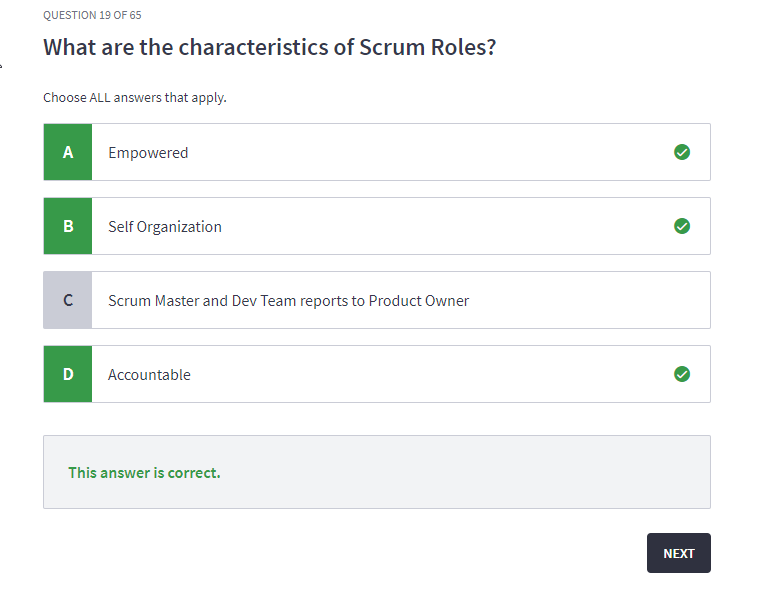 QUESTION 19 OF 65
What are the characteristics of Scrum Roles?
Choose ALL answers that apply.
A Empowered
B Self Organization
C Scrum Master and Dev Team reports to Product Owner
D Accountable
This answer is correct.
NEXT